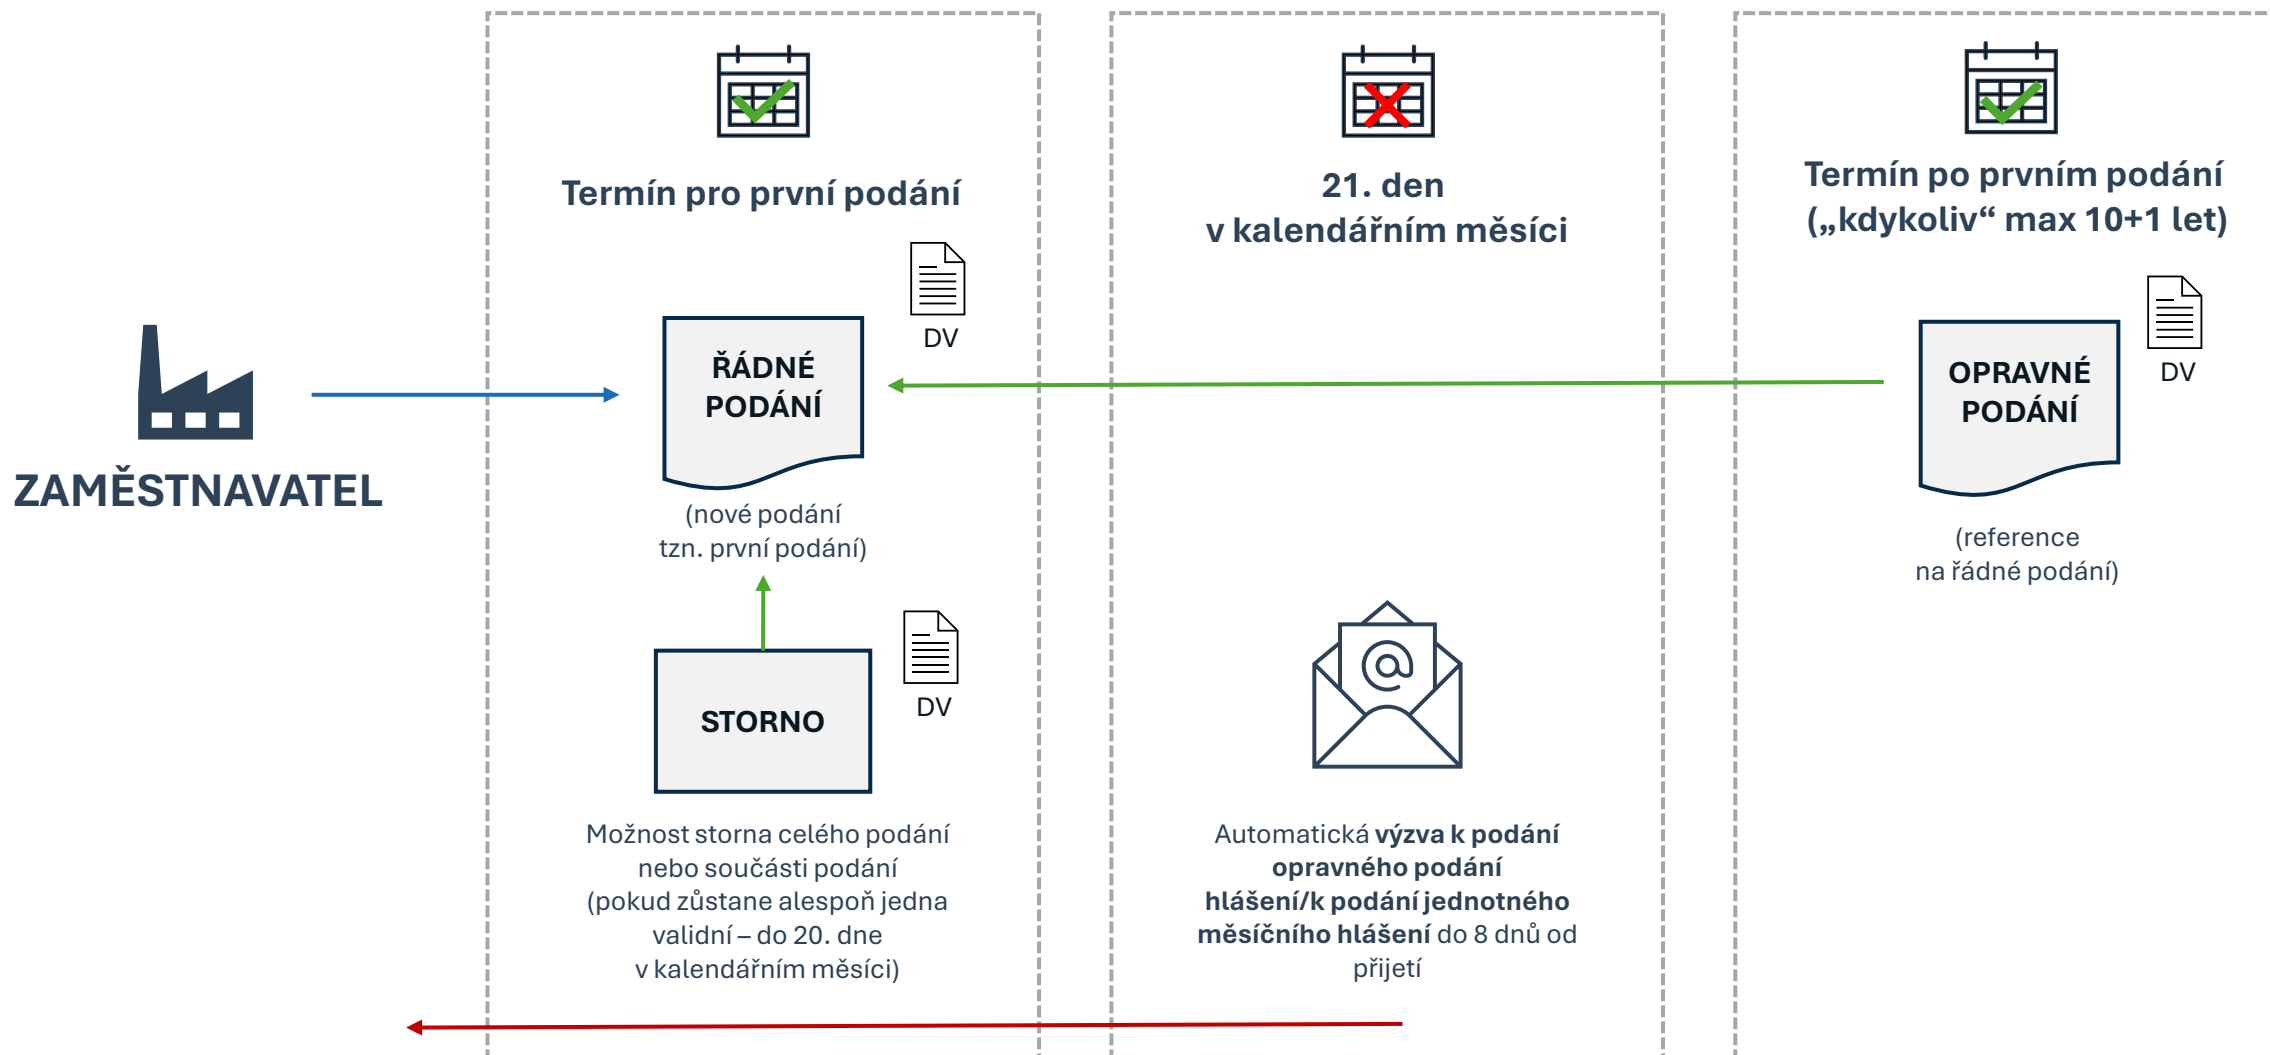 ZAMĚSTNAVATEL
Termín pro první podání
DV
ŘÁDNÉ
PODÁNÍ
(nové podání
tzn. první podání)
DV
STORNO
Možnost storna celého podání
nebo součásti podání
(pokud zůstane alespoň jedna
validní – do 20. dne
v kalendářním měsíci)
21. den
v kalendářním měsíci
@
Automatická výzva k podání
opravného podání
hlášení/k podání jednotného
měsíčního hlášení do 8 dnů od
přijetí
Termín po prvním podání
(„kdykoliv“ max 10+1 let)
DV
OPRAVNÉ
PODÁNÍ
(reference
na řádné podání)